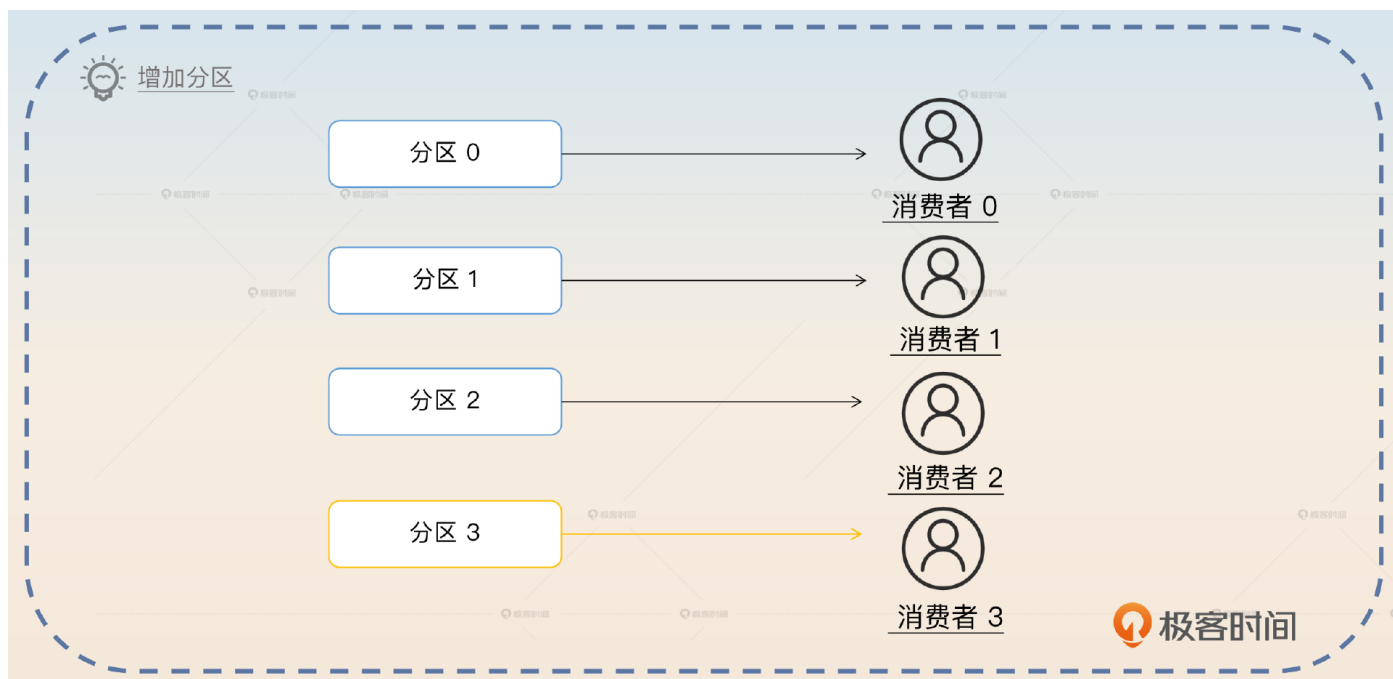 增加分区
分区 0
消费者 0
分区 1
消费者 1
分区 2
消费者 2
分区 3
消费者 3
极客时间